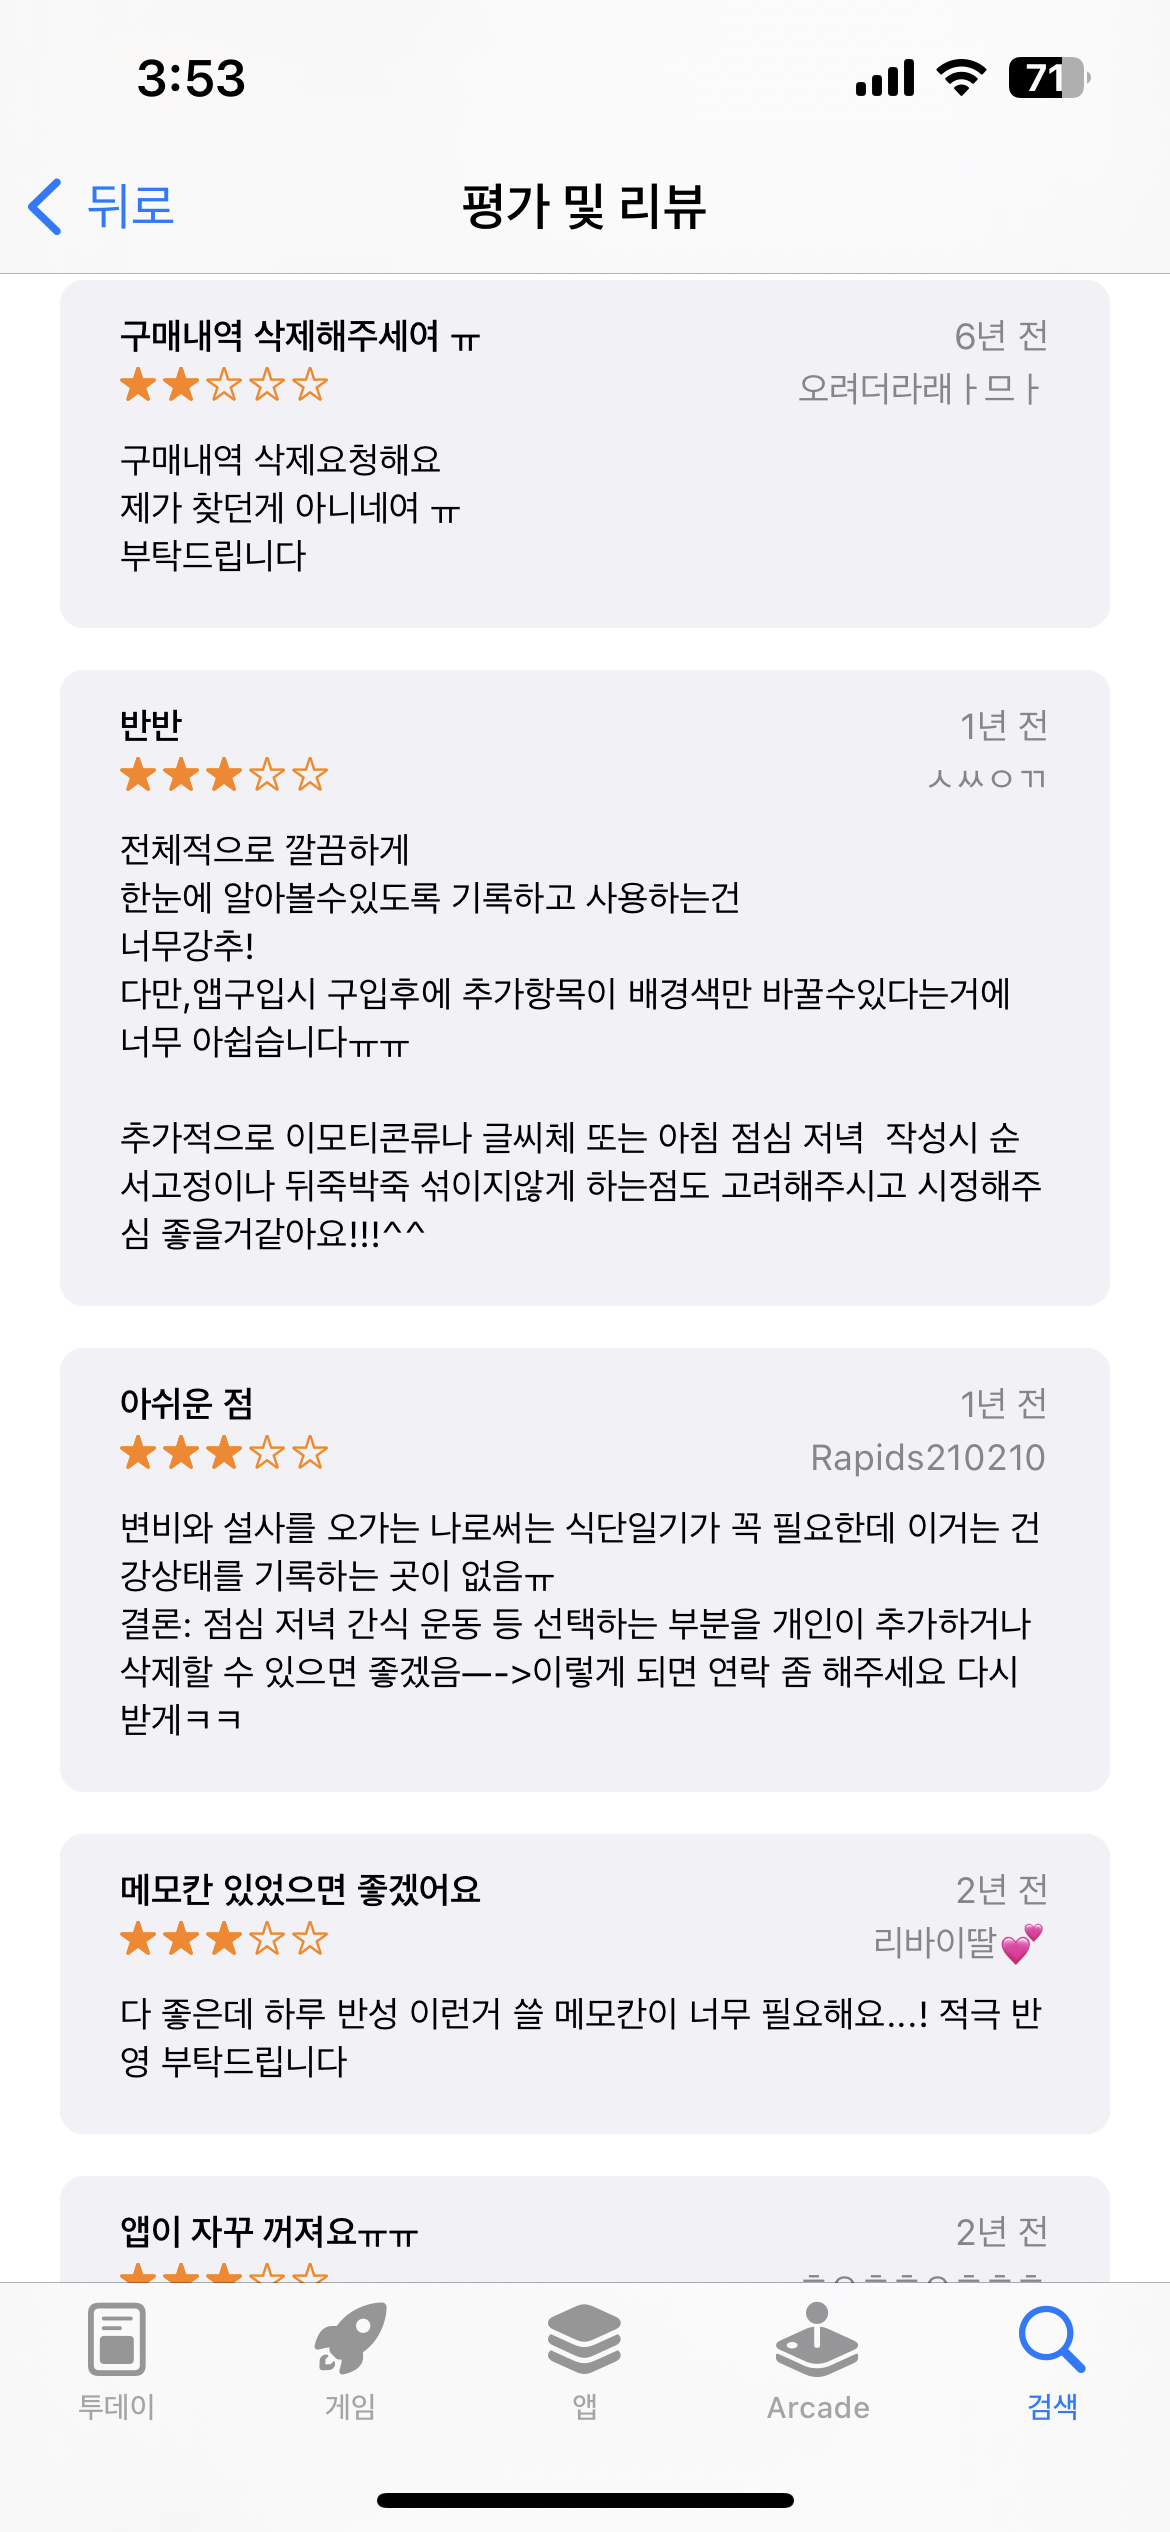 3:53
71
뒤로
평가 및 리뷰
구매내역 삭제해주세여 ㅠ
6년 전
오려더라래ㅏ므ㅏ
구매내역 삭제요청해요
제가 찾던게 아니네여 ㅠ
부탁드립니다
반반
1년 전
ㅅㅆㅇㄲ
전체적으로 깔끔하게
한눈에 알아볼수있도록 기록하고 사용하는건
너무강추!
다만,앱구입시 구입후에 추가항목이 배경색만 바꿀수있다는거에
너무 아쉽습니다ㅠㅠ
추가적으로 이모티콘류나 글씨체 또는 아침 점심 저녁  작성시 순
서고정이나 뒤죽박죽 섞이지않게 하는점도 고려해주시고 시정해주
심 좋을거같아요!!!^^
아쉬운 점
1년 전
Rapids210210
변비와 설사를 오가는 나로써는 식단일기가 꼭 필요한데 이거는 건
강상태를 기록하는 곳이 없음ㅠ
결론: 점심 저녁 간식 운동 등 선택하는 부분을 개인이 추가하거나
삭제할 수 있으면 좋겠음—->이렇게 되면 연락 좀 해주세요 다시
받게ㅋㅋ
메모칸 있었으면 좋겠어요
2년 전
리바이딸💕
다 좋은데 하루 반성 이런거 쓸 메모칸이 너무 필요해요...! 적극 반
영 부탁드립니다
앱이 자꾸 꺼져요ㅠㅠ
2년 전
투데이
게임
앱
Arcade
검색